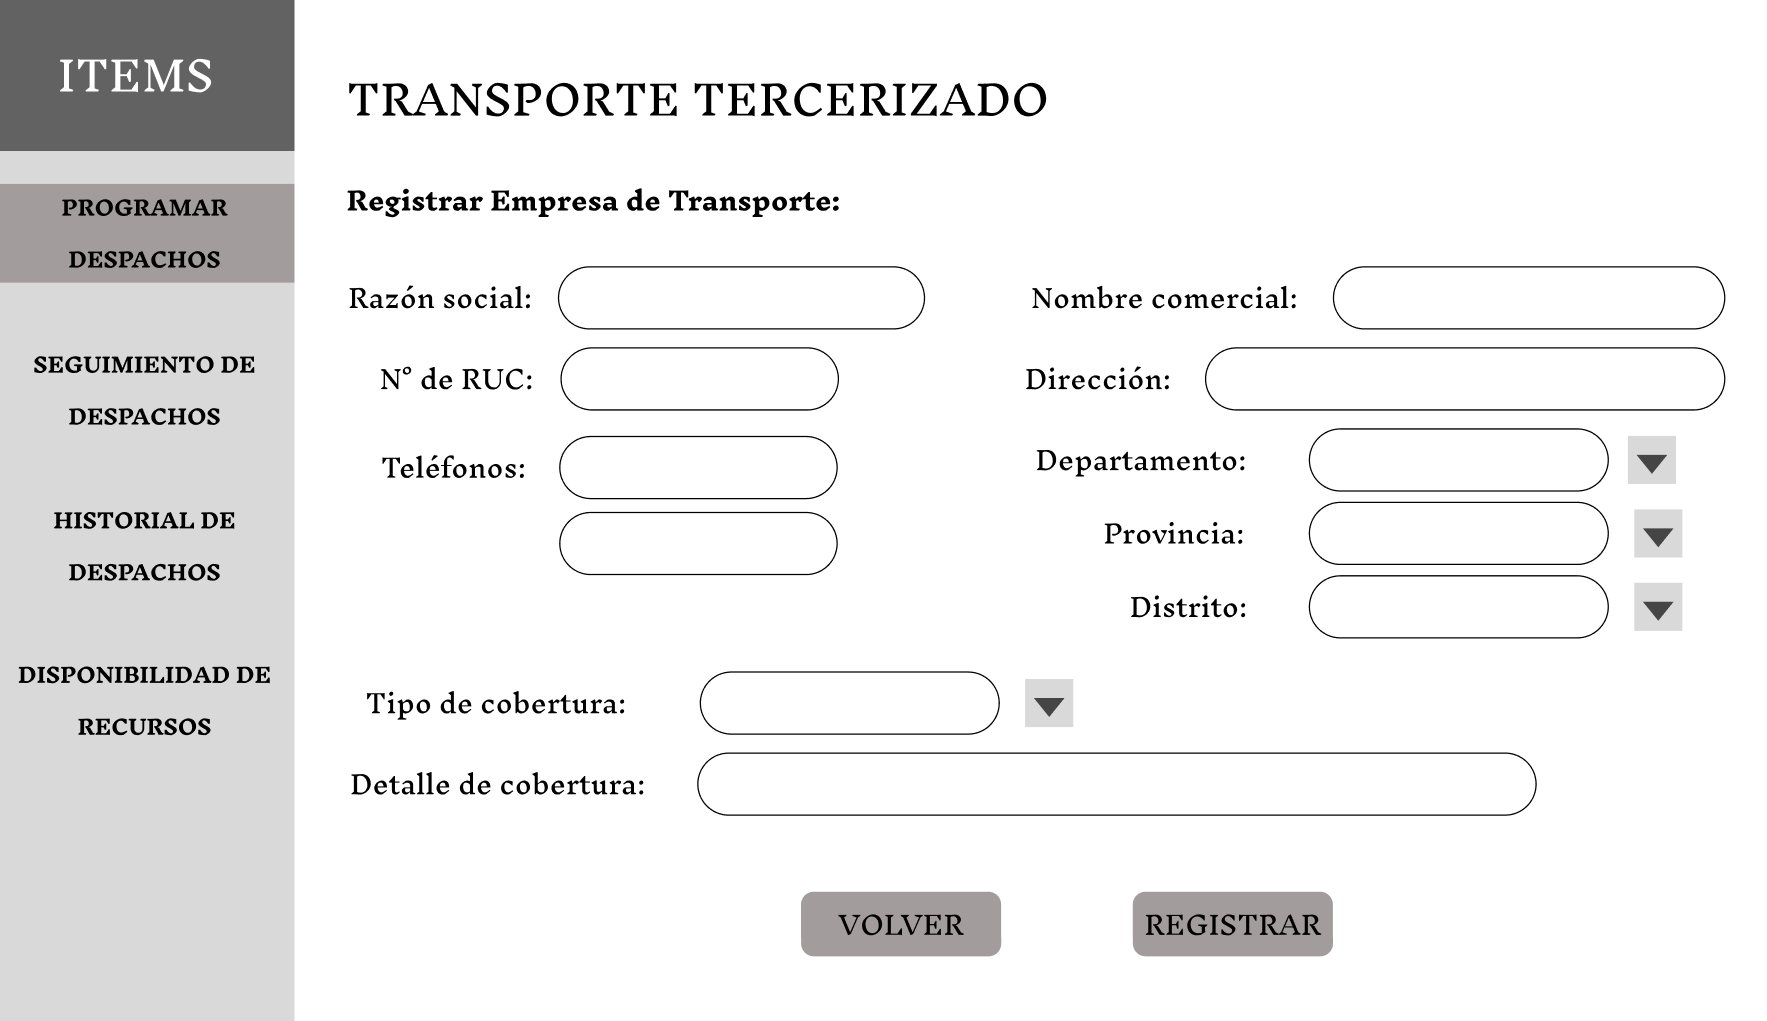 ITEMS
PROGRAMAR
DESPACHOS
SEGUIMIENTO DE
DESPACHOS
HISTORIAL DE
DESPACHOS
DISPONIBILIDAD DE
RECURSOS
TRANSPORTE TERCERIZADO
Registrar Empresa de Transporte:
Razón social:
Nombre comercial:
N° de RUC:
Dirección:
Teléfonos:
Departamento:
Provincia:
Distrito:
Tipo de cobertura:
Detalle de cobertura:
VOLVER
REGISTRAR